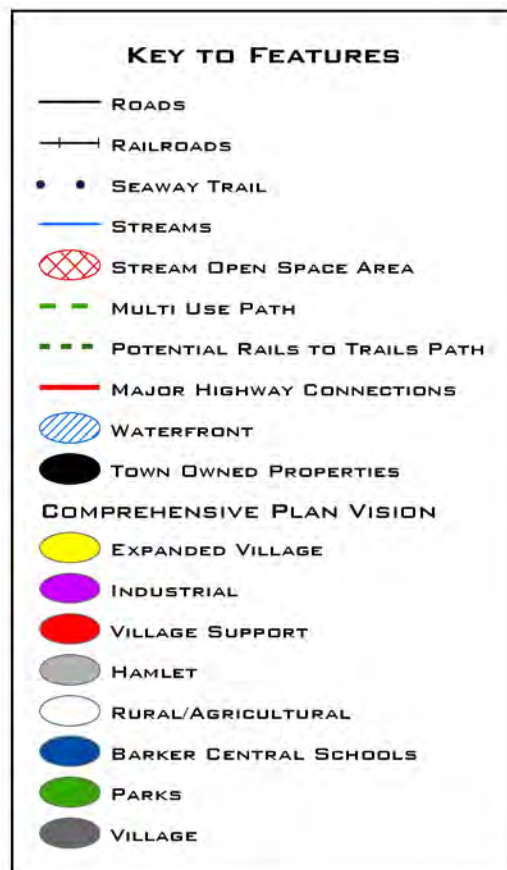 Key to Features
Roads
Railroads
Seaway Trail
Streams
Stream Open Space Area
Multi Use Path
Potential Rails to Trails Path
Major Highway Connections
Waterfront
Town Owned Properties
Comprehensive Plan Vision
Expanded Village
Industrial
Village Support
Hamlet
Rural/Agricultural
Barker Central Schools
Parks
Village